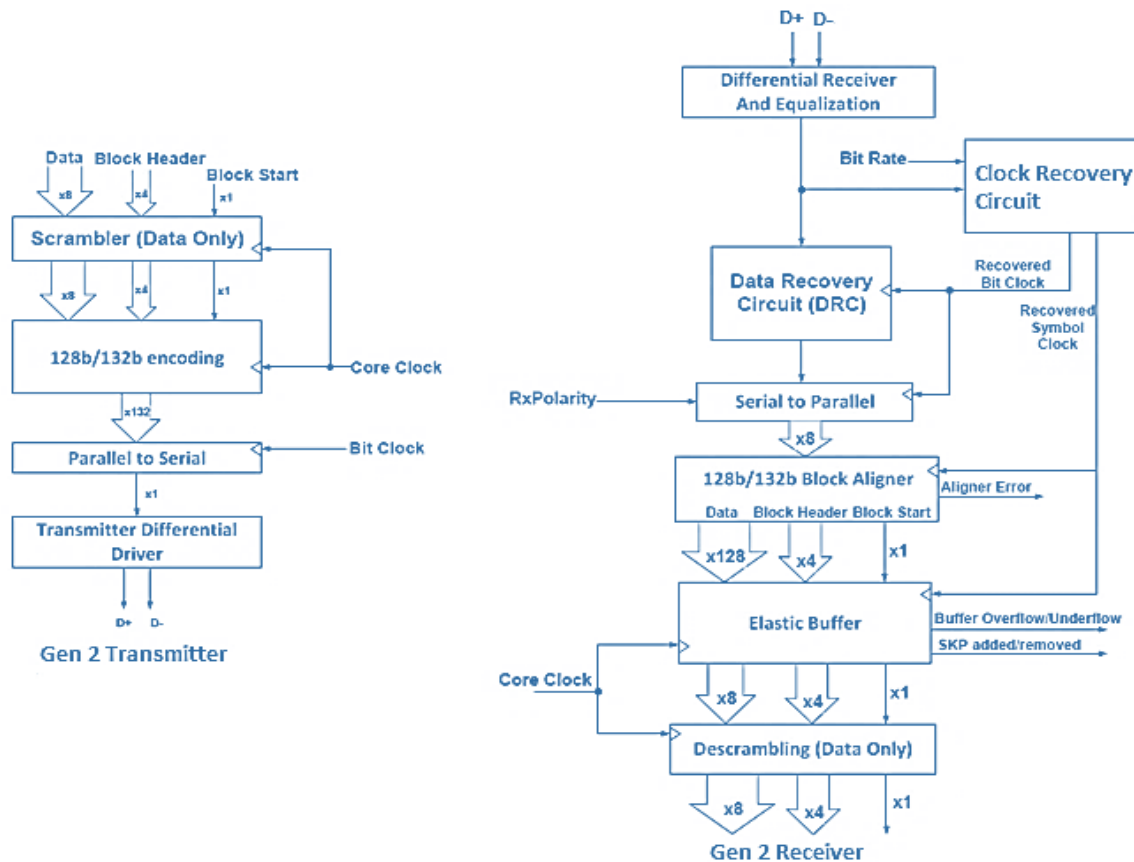 Data Block Header
Block Start
x8 x4 x1
Scrambler (Data Only)
x8 x4 x1
128b/132b encoding
Core Clock
x132
Bit Clock
Parallel to Serial
x1
Transmitter Differential
Driver
D+ D-
Gen 2 Transmitter
D+ D-
Differential Receiver
And Equalization
Bit Rate
Clock Recovery
Circuit
Data Recovery
Circuit (DRC)
Recovered
Bit Clock
Recovered
Symbol
Clock
RxPolarity
Serial to Parallel
x8
128b/132b Block Aligner
Aligner Error
Data Block Header Block Start
x128 x4 x1
Elastic Buffer
Buffer Overflow/Underflow
SKP added/removed
Core Clock
x8 x4 x1
Descrambling (Data Only)
x8 x4 x1
Gen 2 Receiver